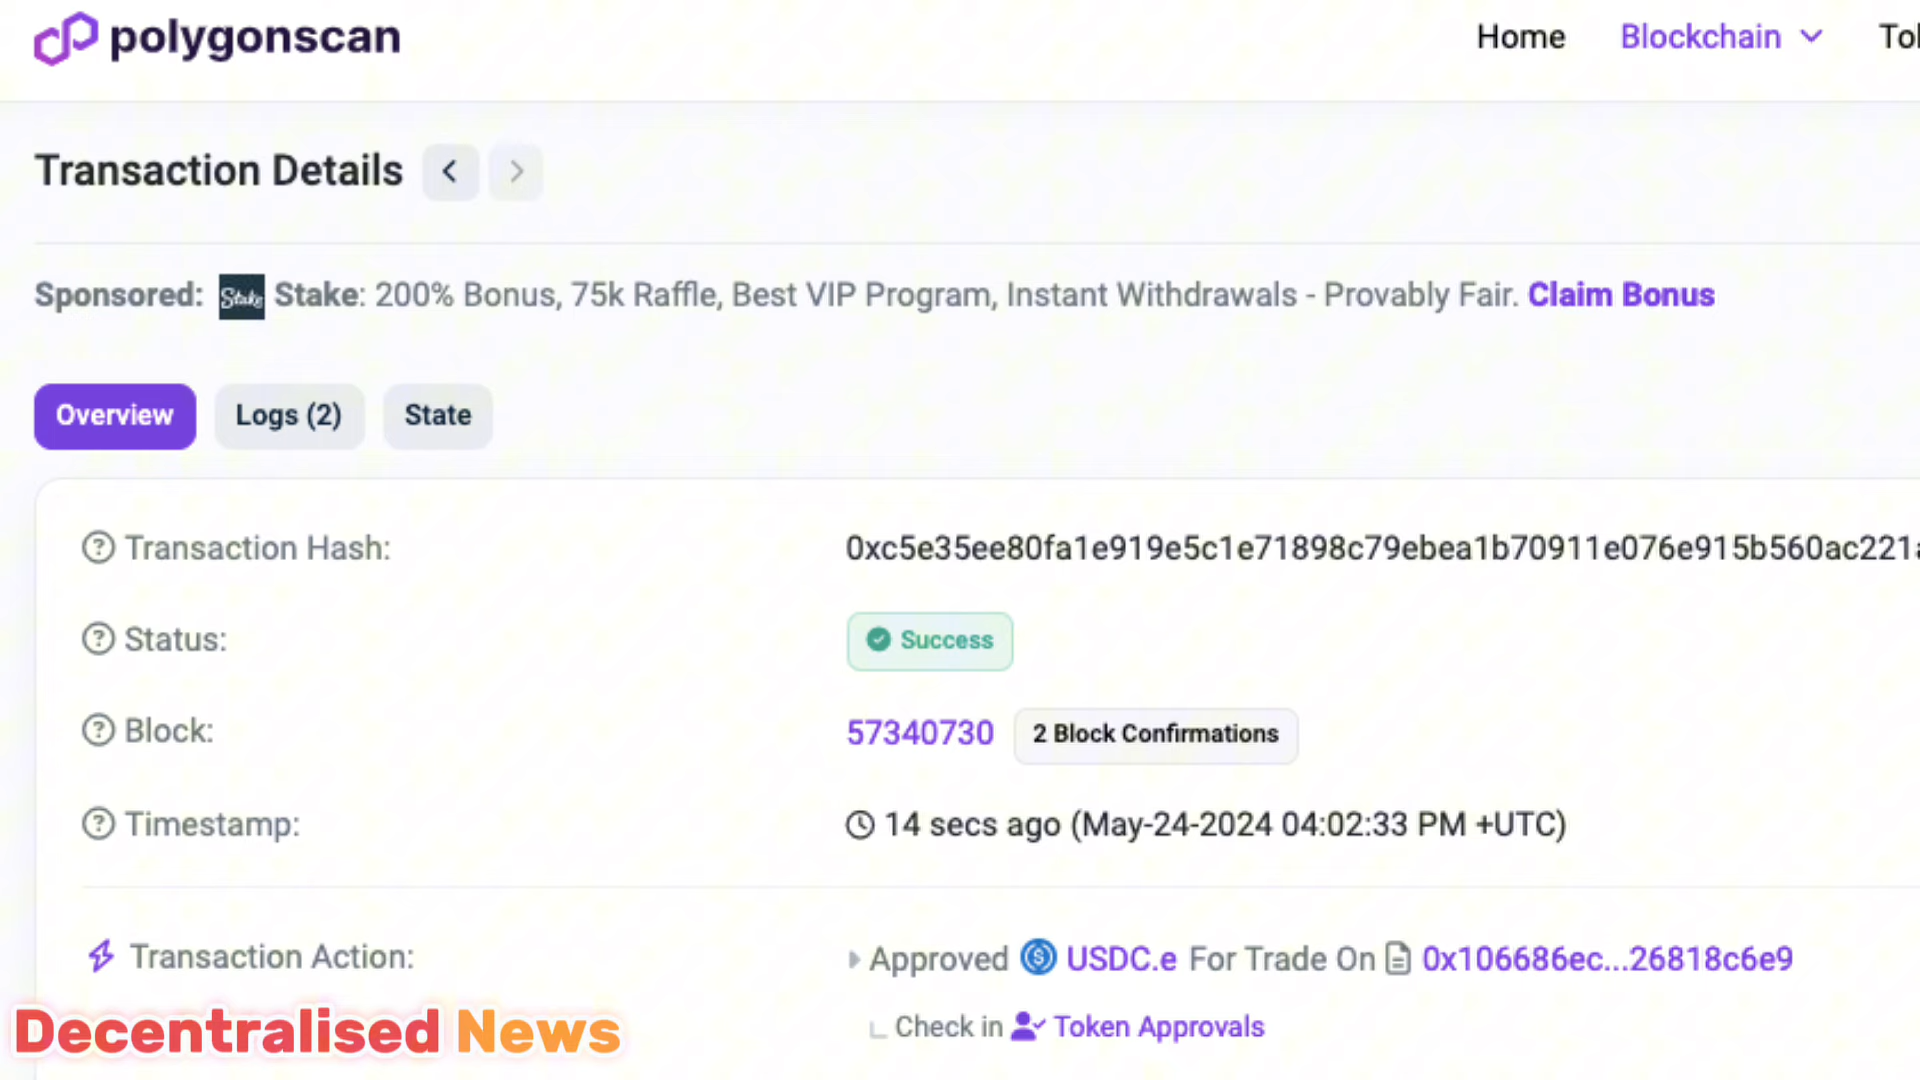 polygonscan
Home Blockchain
Transaction Details
Sponsored: Stake Stake: 200% Bonus, 75k Raffle, Best VIP Program, Instant Withdrawals - Provably Fair. Claim Bonus
Overview Logs (2) State
Transaction Hash: 0xc5e35ee80fa1e919e5c1e71898c79ebea1b70911e076e915b560ac221
Status: Success
Block: 57340730 2 Block Confirmations
Timestamp: 14 secs ago (May-24-2024 04:02:33 PM +UTC)
Transaction Action: Approved USDC.e For Trade On 0x106686ec...26818c6e9
Check in Token Approvals
Decentralised News